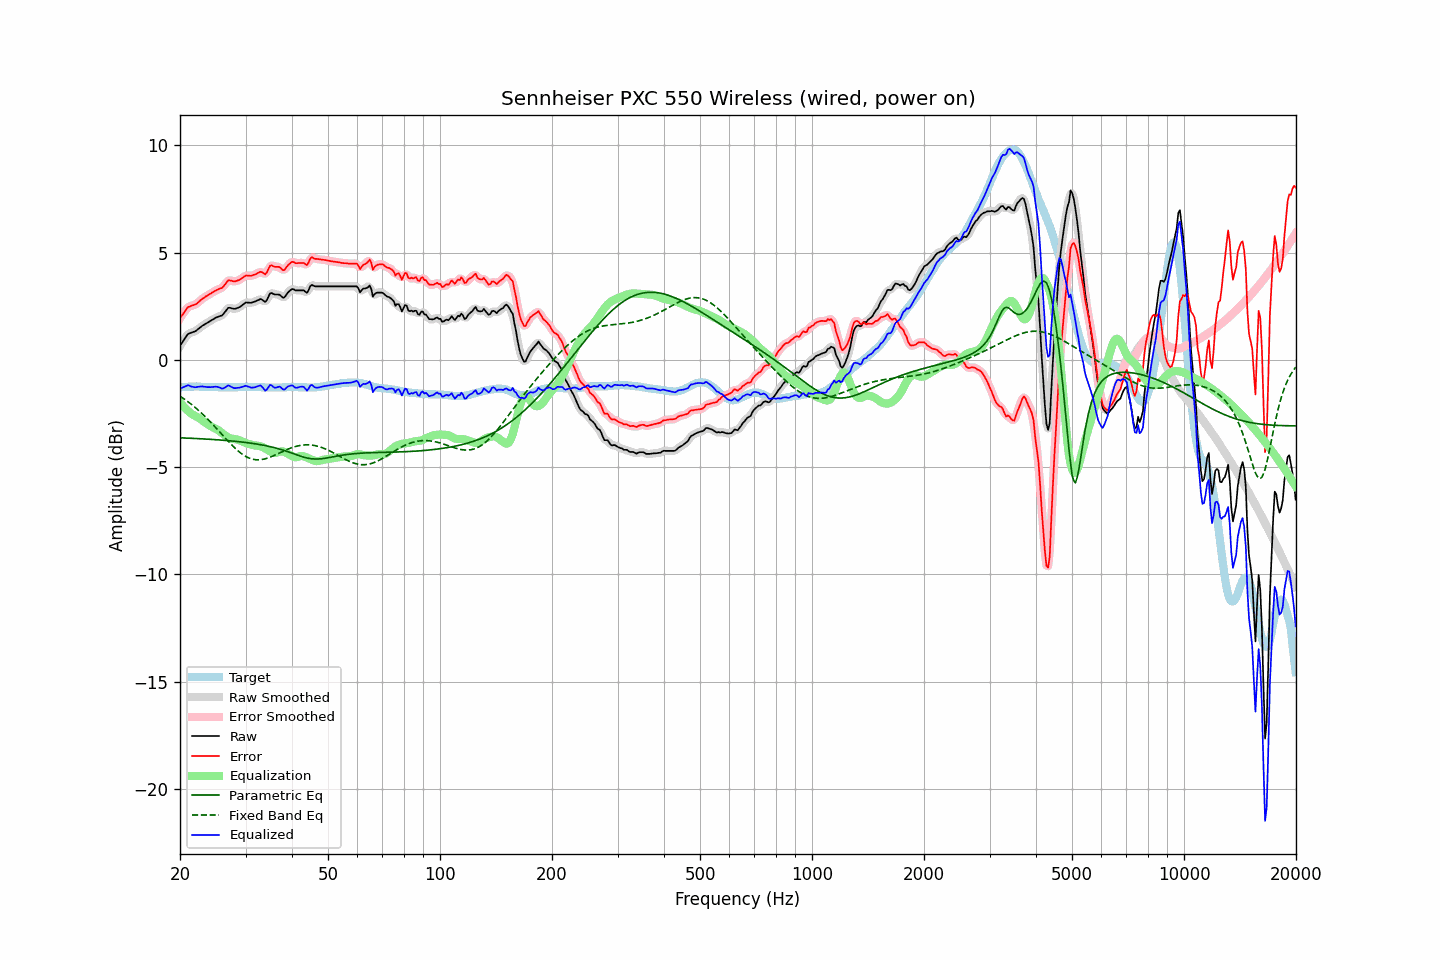 Sennheiser PXC 550 Wireless (wired, power on)
10
5
0
−5
−10
−15
−20
Amplitude (dBr)
Target
Raw Smoothed
Error Smoothed
Raw
Error
Equalization
Parametric Eq
Fixed Band Eq
Equalized
20 50 100 200 500 1000 2000 5000 10000 20000
Frequency (Hz)